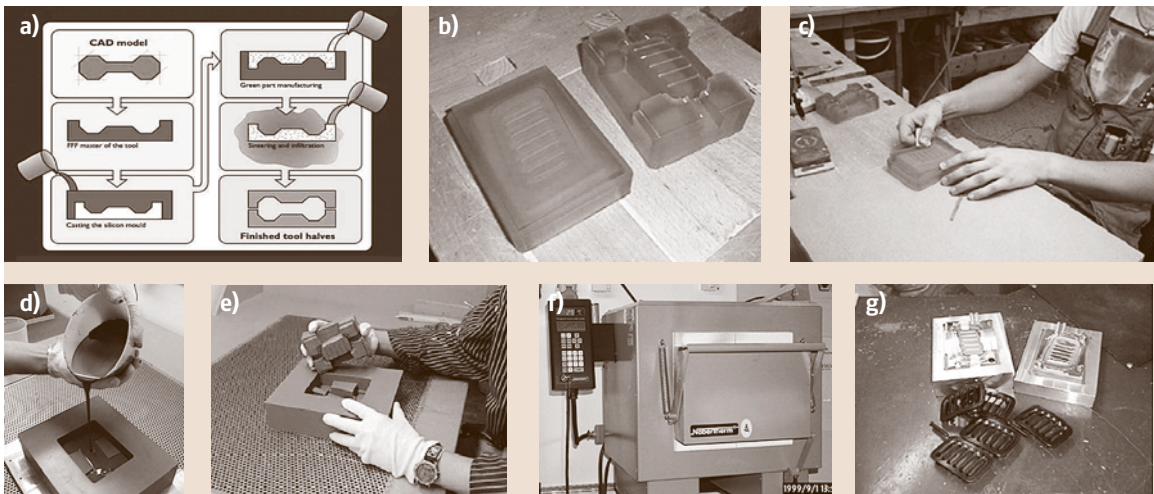 a)
CAD model
FFF master of the tool
Casting the silicon mould
Green part manufacturing
Sintering and infiltration
Finished tool halves
b)
c)
d)
e)
f)
Nabertherm
1999/9/1 13:5
g)